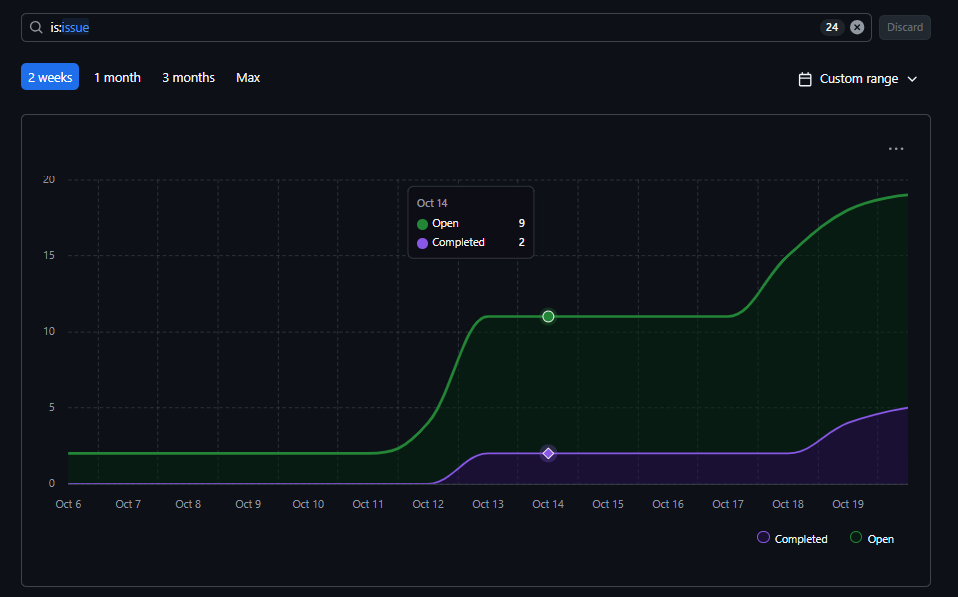 is:issue 24 Discard
2 weeks 1 month 3 months Max Custom range
20
Oct 14
Open 9
Completed 2
15
10
5
0
Oct 6 Oct 7 Oct 8 Oct 9 Oct 10 Oct 11 Oct 12 Oct 13 Oct 14 Oct 15 Oct 16 Oct 17 Oct 18 Oct 19
Completed Open